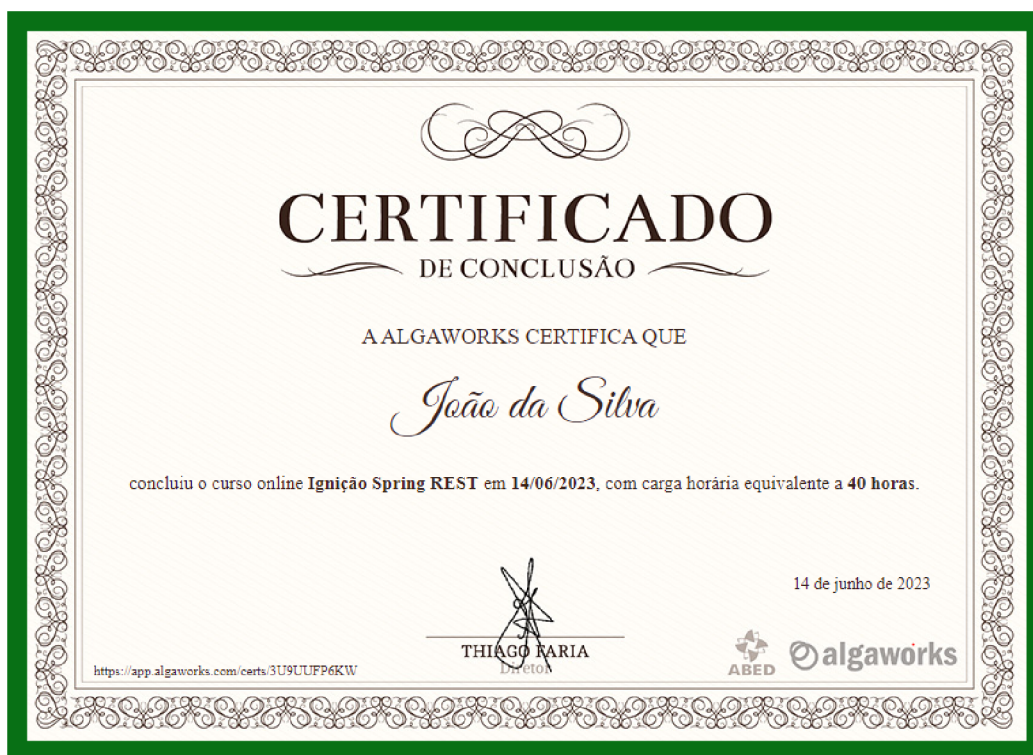 CERTIFICADO
DE CONCLUSÃO
A ALGAWORKS CERTIFICA QUE
João da Silva
concluiu o curso online Ignição Spring REST em 14/06/2023, com carga horária equivalente a 40 horas.
14 de junho de 2023
THIAGO FARIA
Diretor
https://app.algaworks.com/certs/3U9UUFP6KW
ABED
algaworks